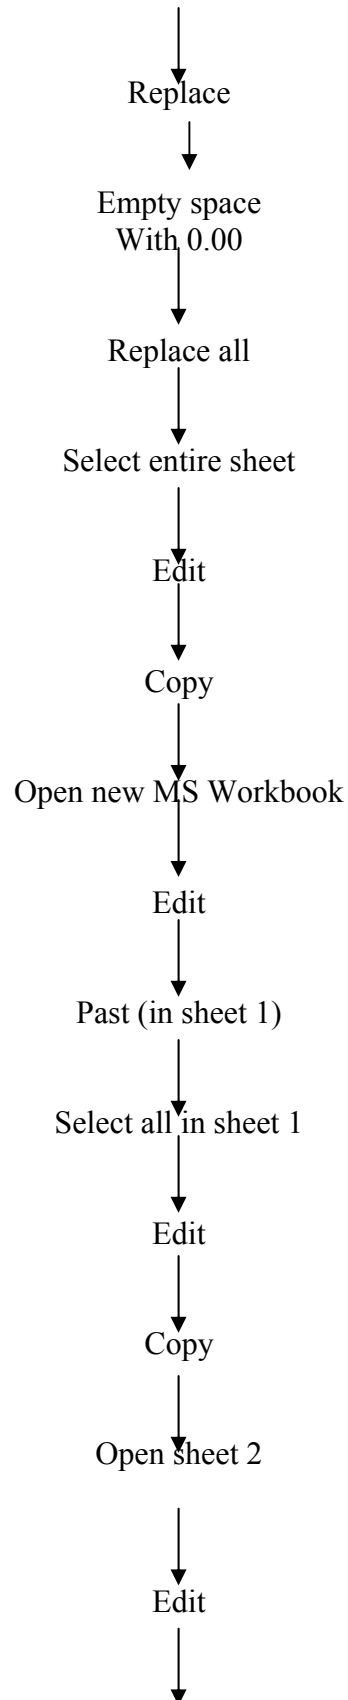 Replace
Empty space
With 0.00
Replace all
Select entire sheet
Edit
Copy
Open new MS Workbook
Edit
Past (in sheet 1)
Select all in sheet 1
Edit
Copy
Open sheet 2
Edit